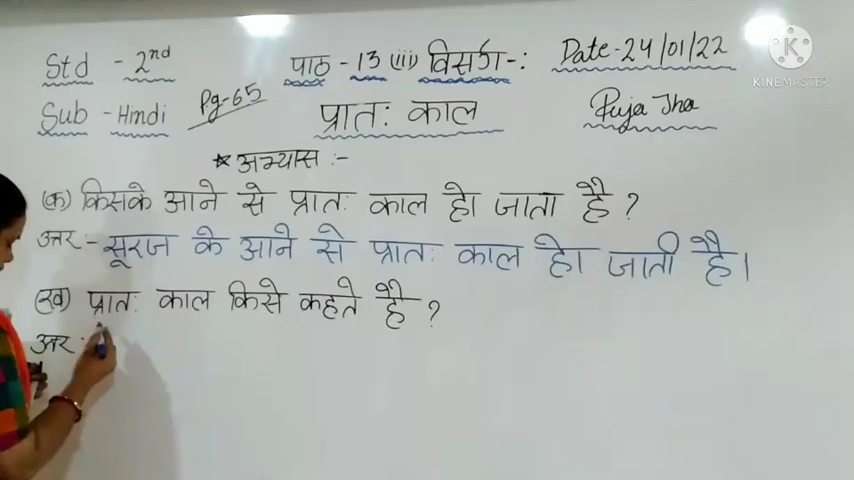 Std - 2nd पाठ - 13 (iii) विसर्ग -: Date - 24/01/22
KINEMASTER
Sub - Hindi Pg-65 प्रातः काल Puja Jha
* अभ्यास :-
(क) किसके आने से प्रातः काल हो जाता है ?
उत्तर :- सूरज के आने से प्रातः काल हो जाती है।
(ख) प्रातः काल किसे कहते है ?
उत्तर :